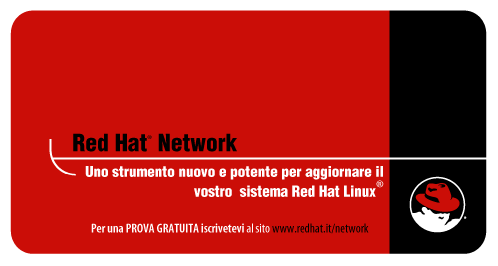 Red Hat® Network
Uno strumento nuovo e potente per aggiornare il
vostro sistema Red Hat Linux®
Per una PROVA GRATUITA iscrivetevi al sito www.redhat.it/network